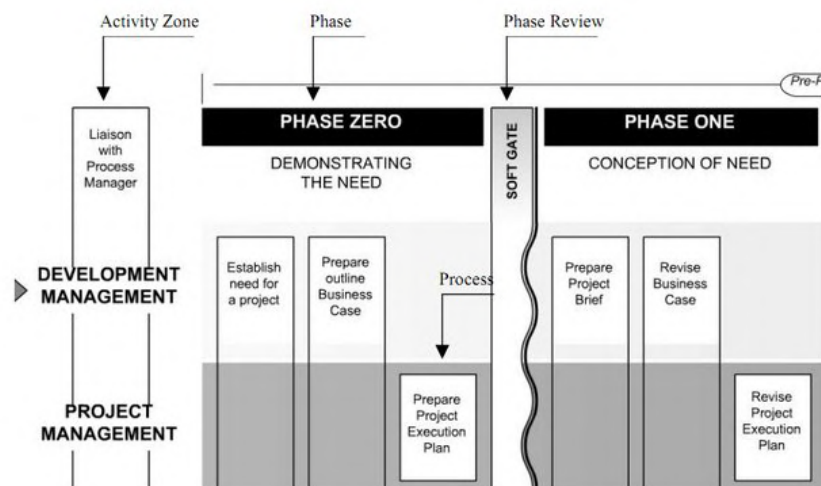 Activity Zone
Phase
Phase Review
Pre-P
Liaison
with
Process
Manager
PHASE ZERO
DEMONSTRATING
THE NEED
SOFT GATE
PHASE ONE
CONCEPTION OF NEED
DEVELOPMENT
MANAGEMENT
Establish
need for
a project
Prepare
outline
Business
Case
Process
Prepare
Project
Brief
Revise
Business
Case
PROJECT
MANAGEMENT
Prepare
Project
Execution
Plan
Revise
Project
Execution
Plan